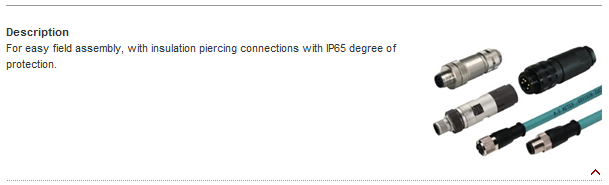 Description
For easy field assembly, with insulation piercing connections with IP65 degree of
protection.